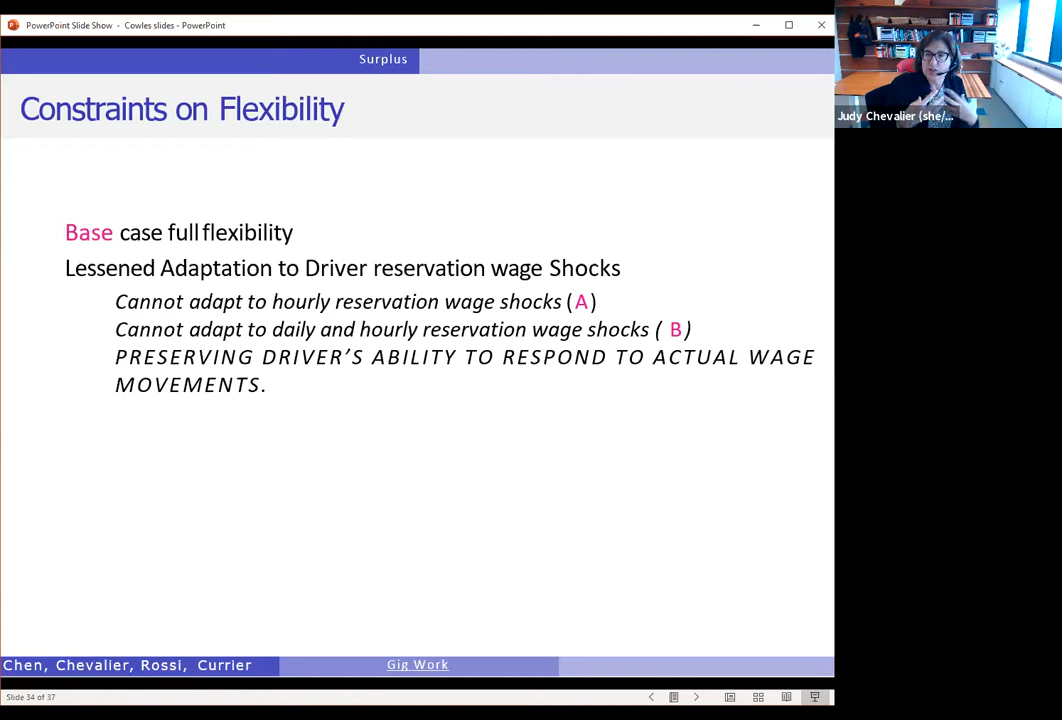 PowerPoint Slide Show - Cowles slides - PowerPoint
Surplus
Constraints on Flexibility
Base case full flexibility
Lessened Adaptation to Driver reservation wage Shocks
Cannot adapt to hourly reservation wage shocks (A)
Cannot adapt to daily and hourly reservation wage shocks ( B)
PRESERVING DRIVER'S ABILITY TO RESPOND TO ACTUAL WAGE
MOVEMENTS.
Chen, Chevalier, Rossi, Currier
Gig Work
Slide 34 of 37
Judy Chevalier (she/...